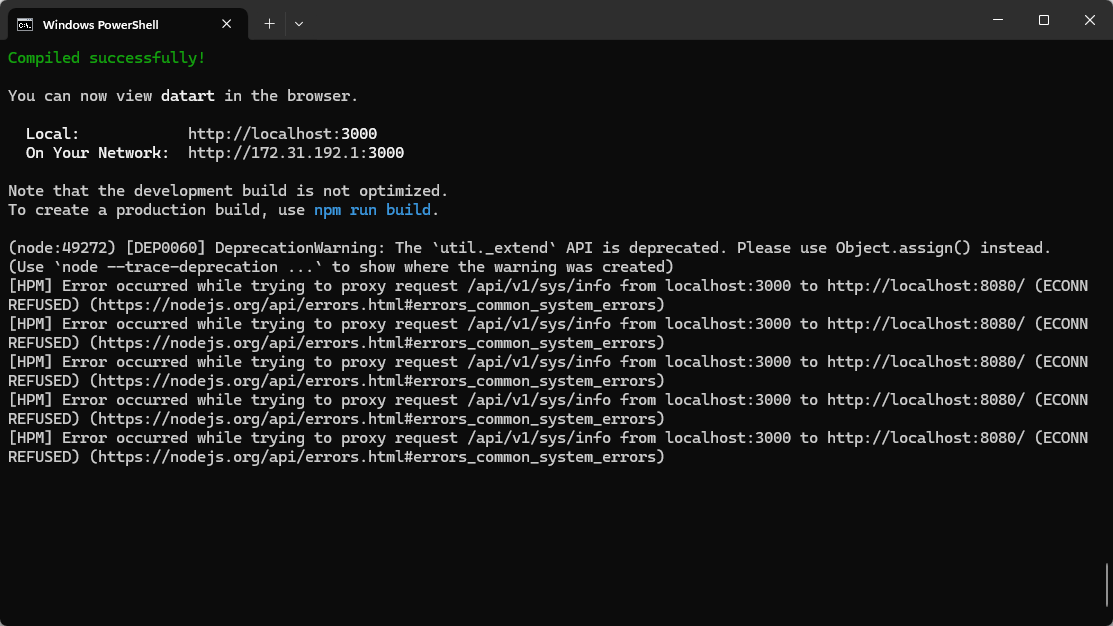 Windows PowerShell
Compiled successfully!
You can now view datart in the browser.
Local: http://localhost:3000
On Your Network: http://172.31.192.1:3000
Note that the development build is not optimized.
To create a production build, use npm run build.
(node:49272) [DEP0060] DeprecationWarning: The `util._extend` API is deprecated. Please use Object.assign() instead.
(Use `node --trace-deprecation ...` to show where the warning was created)
[HPM] Error occurred while trying to proxy request /api/v1/sys/info from localhost:3000 to http://localhost:8080/ (ECONN
REFUSED) (https://nodejs.org/api/errors.html#errors_common_system_errors)
[HPM] Error occurred while trying to proxy request /api/v1/sys/info from localhost:3000 to http://localhost:8080/ (ECONN
REFUSED) (https://nodejs.org/api/errors.html#errors_common_system_errors)
[HPM] Error occurred while trying to proxy request /api/v1/sys/info from localhost:3000 to http://localhost:8080/ (ECONN
REFUSED) (https://nodejs.org/api/errors.html#errors_common_system_errors)
[HPM] Error occurred while trying to proxy request /api/v1/sys/info from localhost:3000 to http://localhost:8080/ (ECONN
REFUSED) (https://nodejs.org/api/errors.html#errors_common_system_errors)
[HPM] Error occurred while trying to proxy request /api/v1/sys/info from localhost:3000 to http://localhost:8080/ (ECONN
REFUSED) (https://nodejs.org/api/errors.html#errors_common_system_errors)